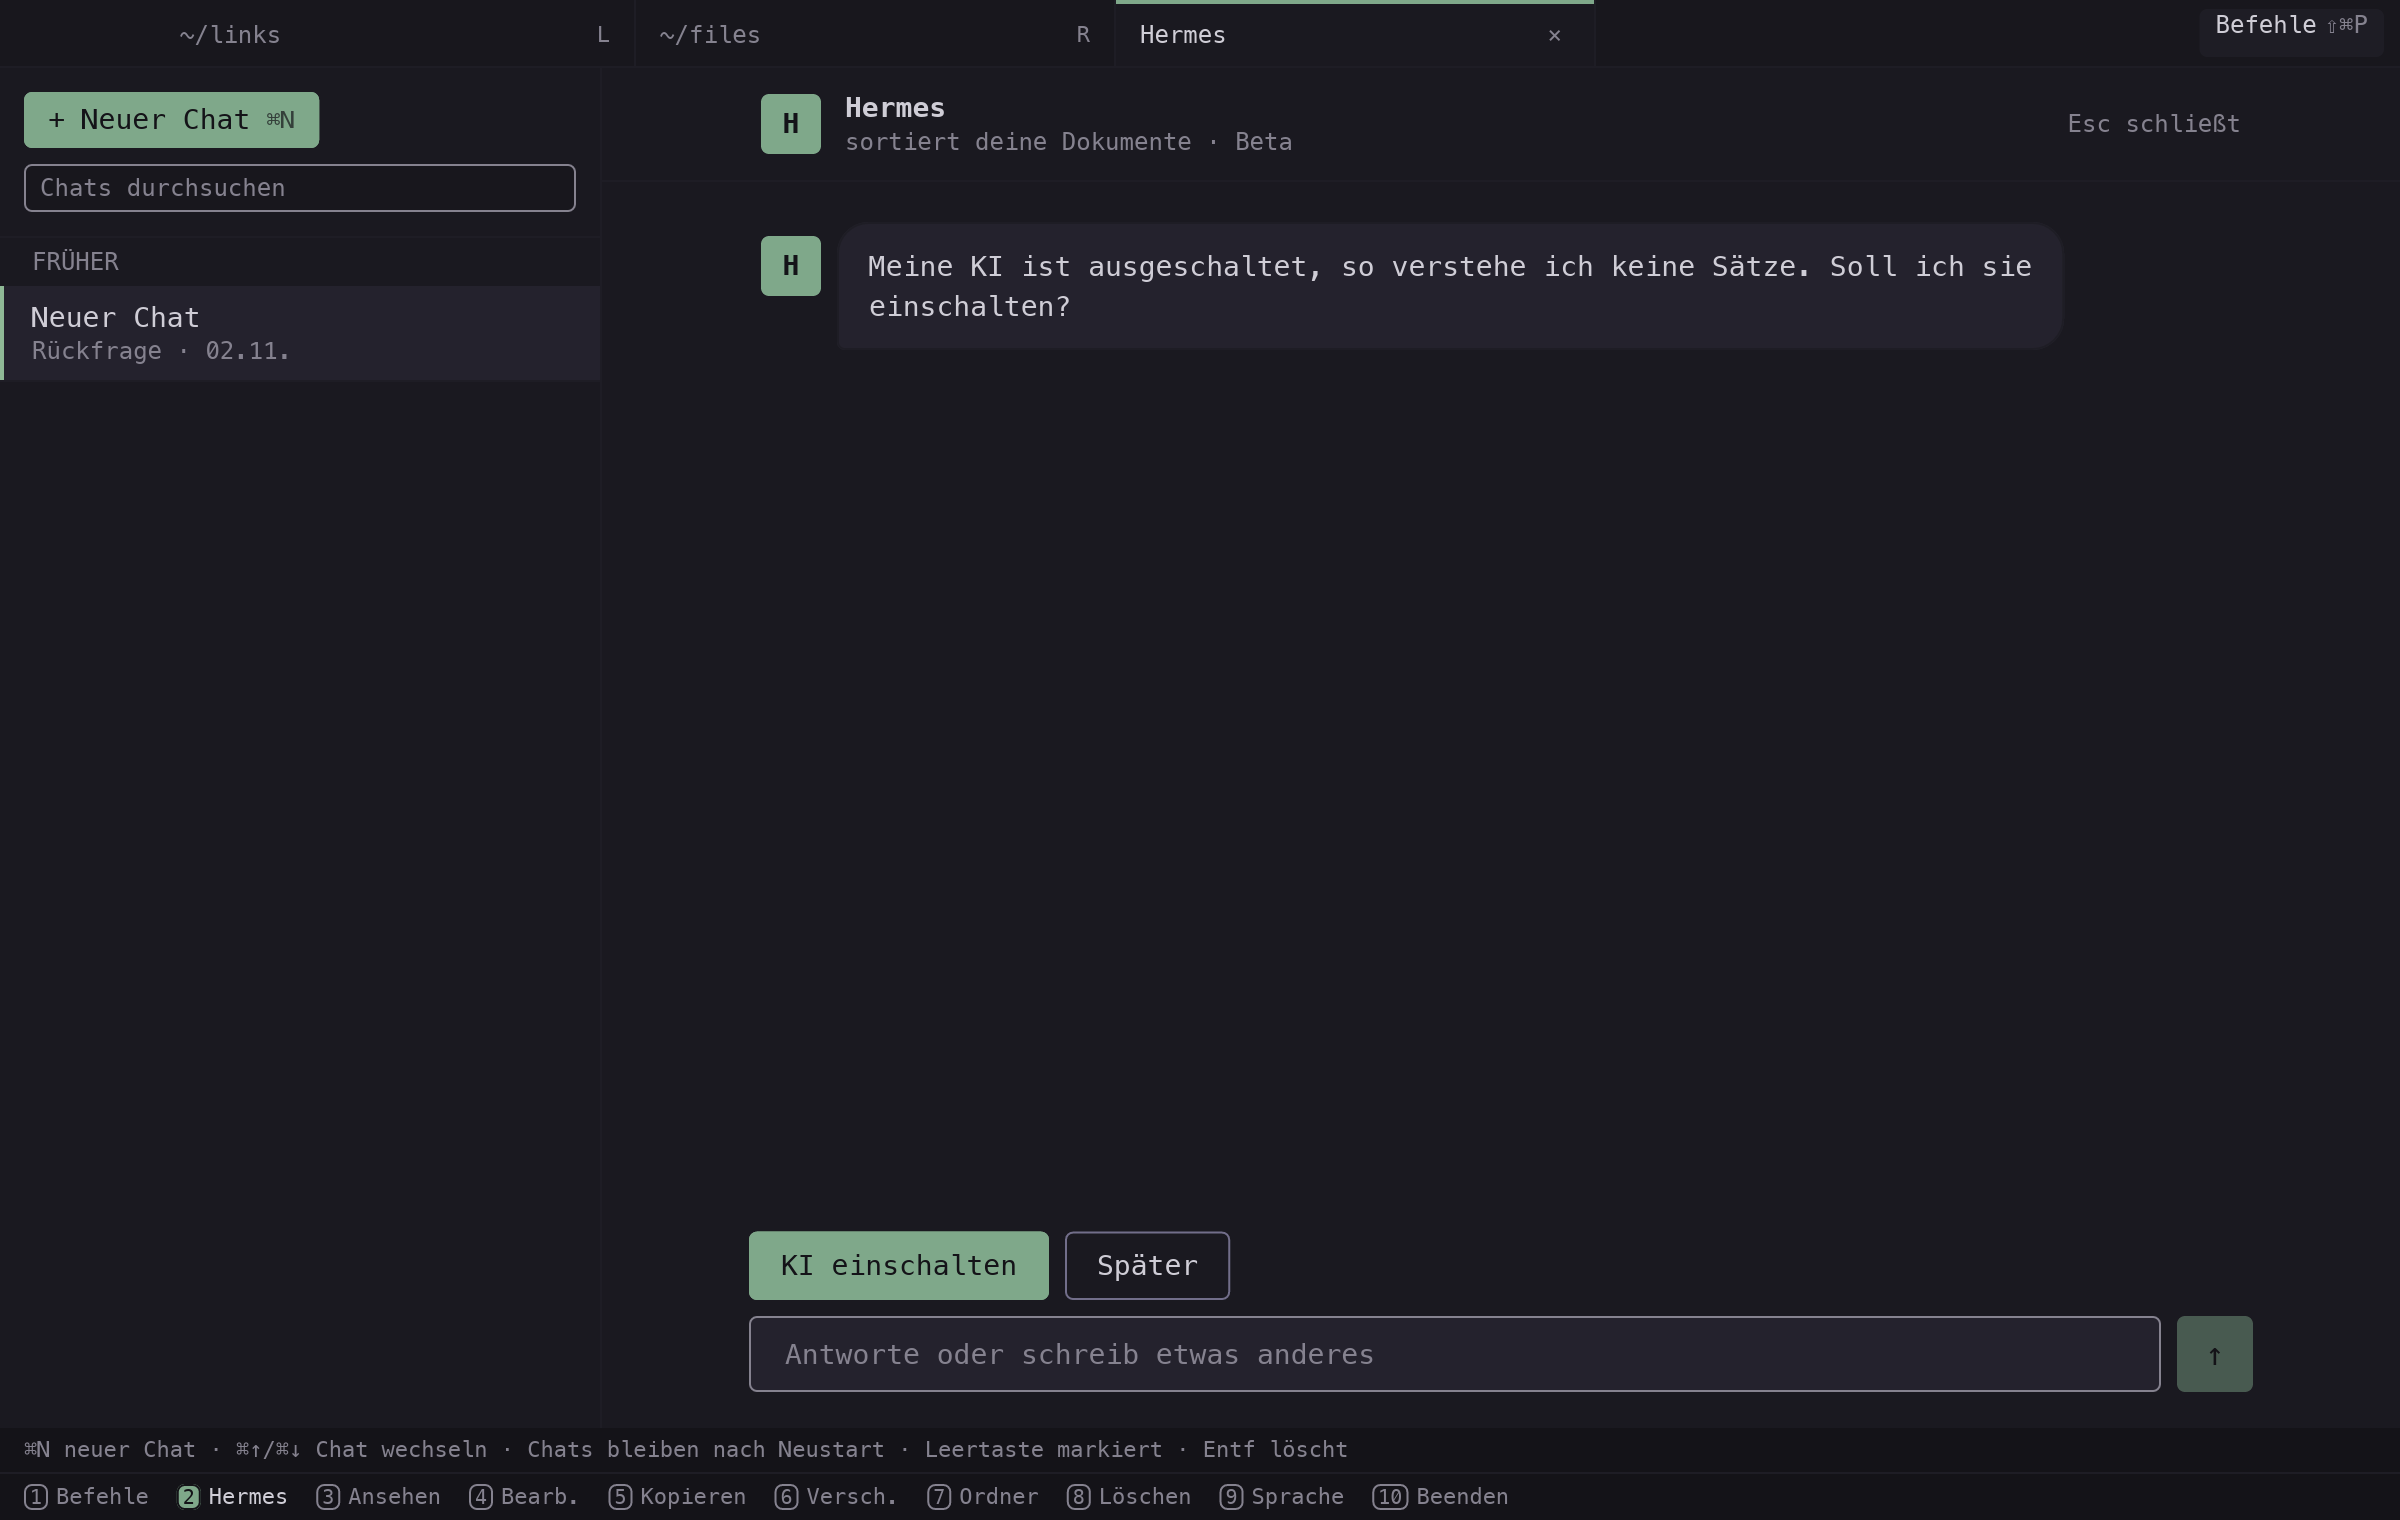 ~/links L ~/files R Hermes × Befehle ⇧⌘P
+ Neuer Chat ⌘N
Chats durchsuchen
FRÜHER
Neuer Chat
Rückfrage · 02.11.
H
Hermes
sortiert deine Dokumente · Beta
Esc schließt
H
Meine KI ist ausgeschaltet, so verstehe ich keine Sätze. Soll ich sie
einschalten?
KI einschalten Später
Antworte oder schreib etwas anderes ↑
⌘N neuer Chat · ⌘↑/⌘↓ Chat wechseln · Chats bleiben nach Neustart · Leertaste markiert · Entf löscht
1 Befehle 2 Hermes 3 Ansehen 4 Bearb. 5 Kopieren 6 Versch. 7 Ordner 8 Löschen 9 Sprache 10 Beenden